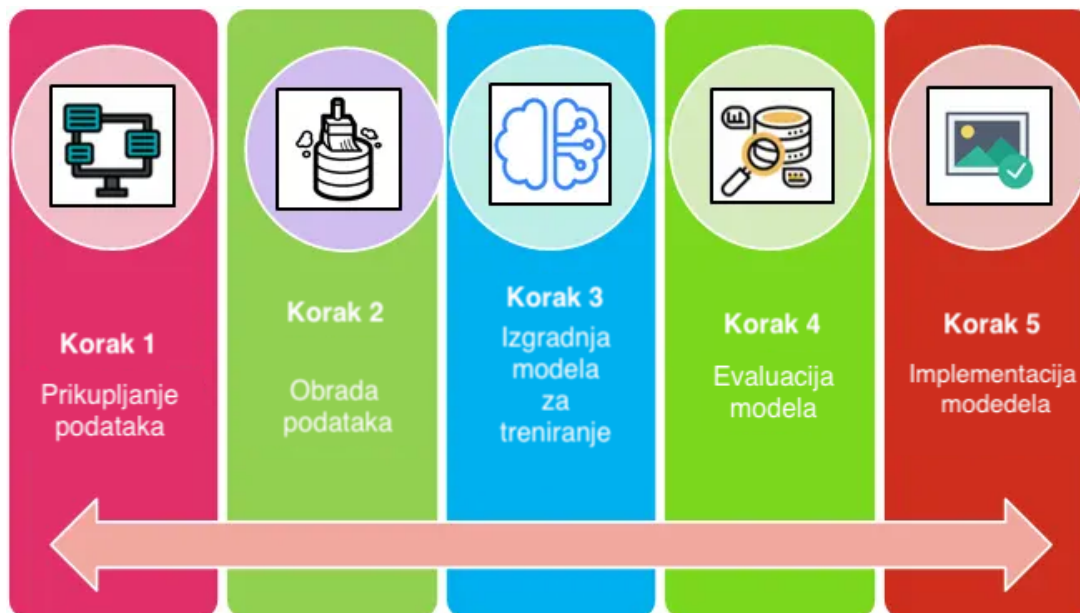 Korak 1
Prikupljanje
podataka
Korak 2
Obrada
podataka
Korak 3
Izgradnja
modela
za
treniranje
Korak 4
Evaluacija
modela
Korak 5
Implementacija
modedela